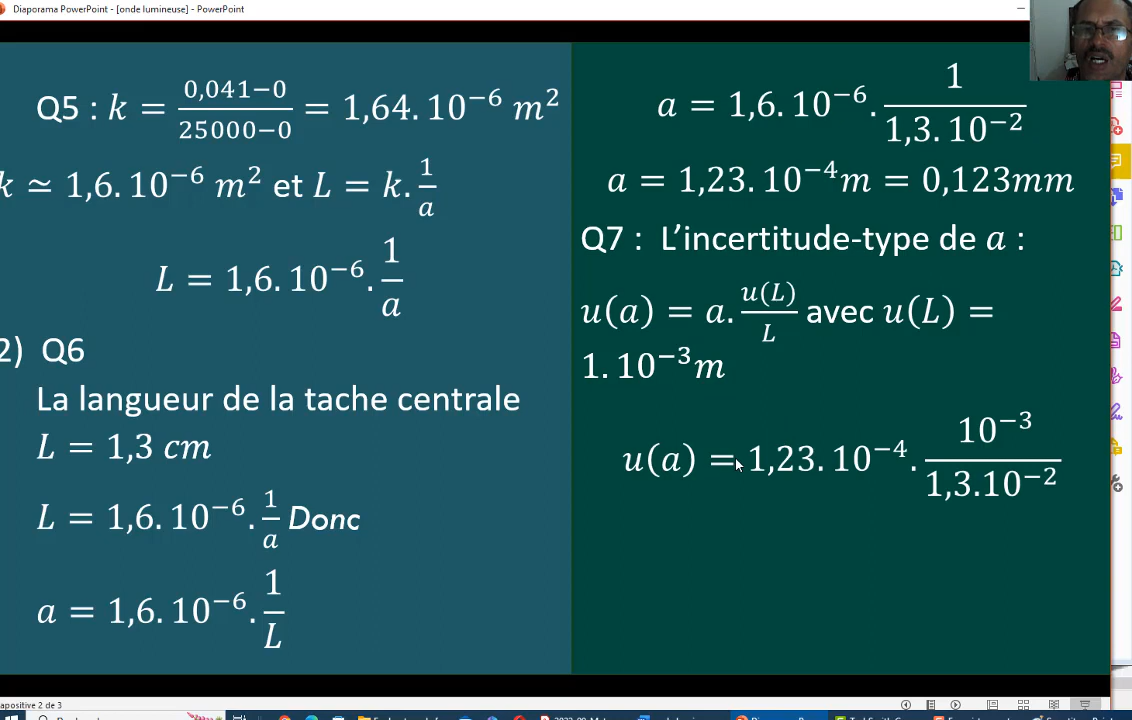 Diaporama PowerPoint - [onde lumineuse] - PowerPoint
Q5 : k = (0,041−0)/(25000−0) = 1,64. 10⁻⁶ m²
k ≃ 1,6. 10⁻⁶ m² et L = k. 1/a
L = 1,6. 10⁻⁶. 1/a
2) Q6
La langueur de la tache centrale
L = 1,3 cm
L = 1,6. 10⁻⁶. 1/a Donc
a = 1,6. 10⁻⁶. 1/L
a = 1,6. 10⁻⁶. 1/(1,3. 10⁻²)
a = 1,23. 10⁻⁴m = 0,123mm
Q7 : L’incertitude-type de a :
u(a) = a. u(L)/L avec u(L) =
1. 10⁻³m
u(a) = 1,23. 10⁻⁴. 10⁻³/(1,3.10⁻²)
apositive 2 de 3